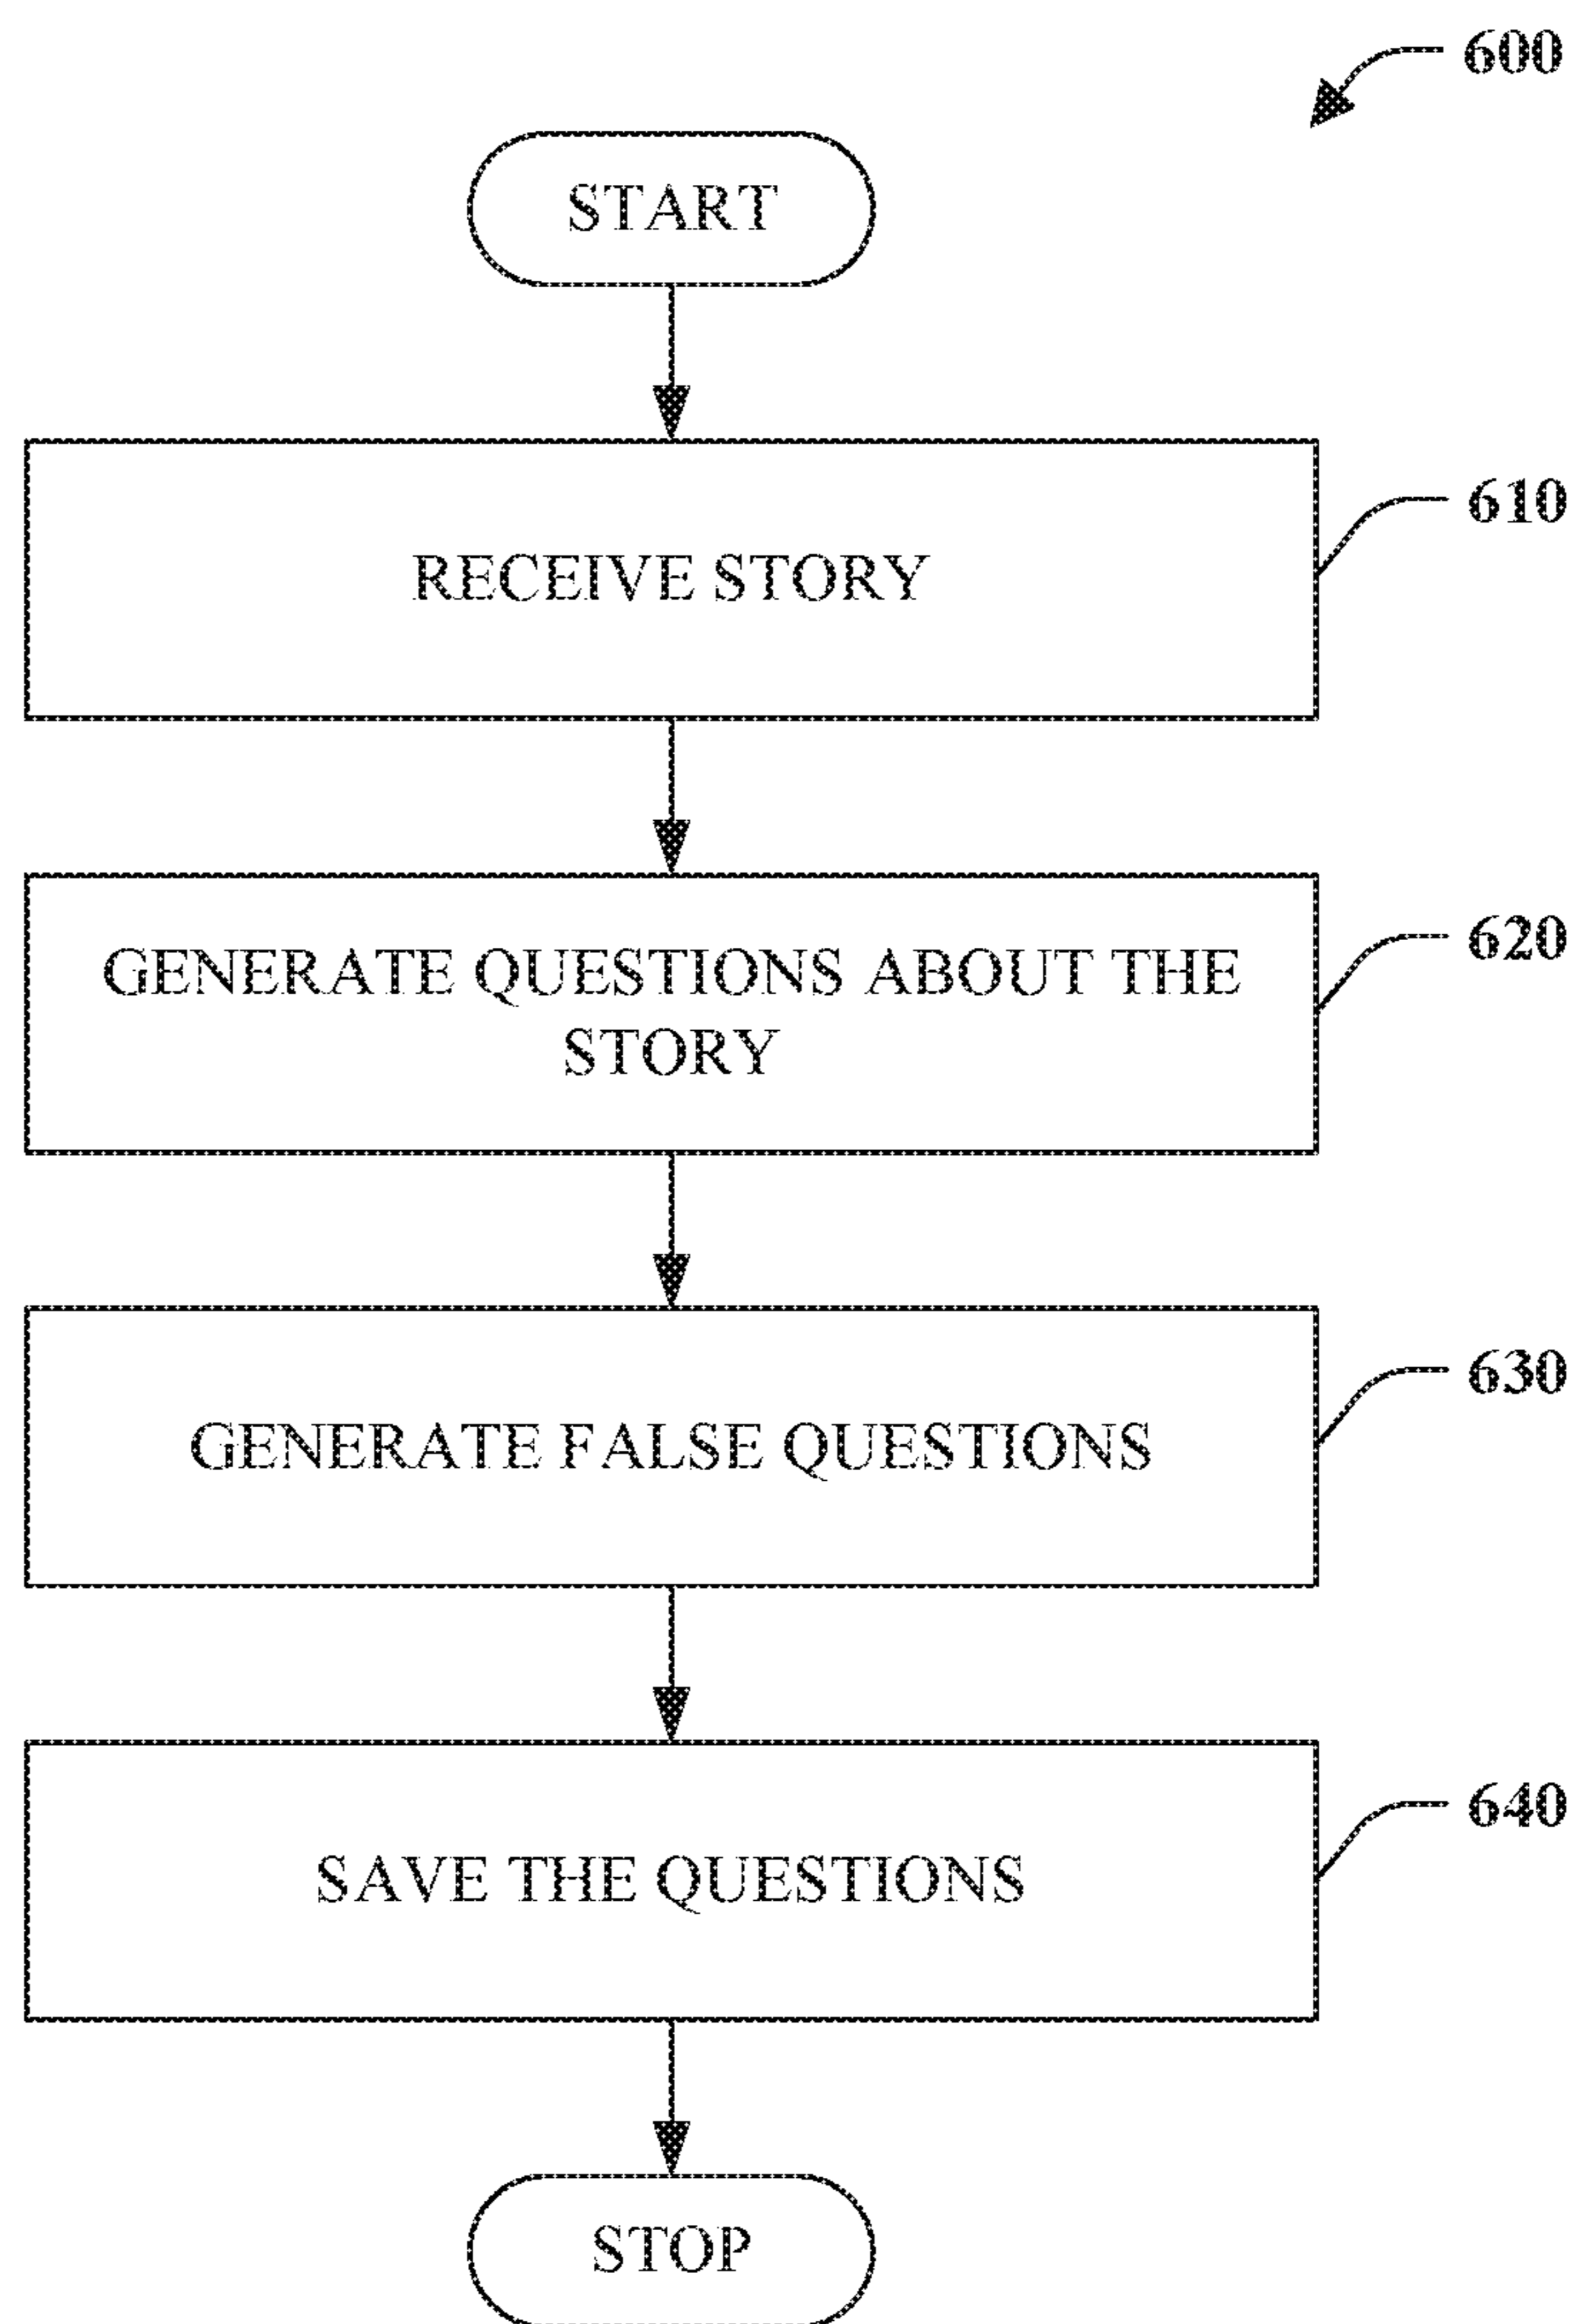 600
START
RECEIVE STORY
610
GENERATE QUESTIONS ABOUT THE
STORY
620
GENERATE FALSE QUESTIONS
630
SAVE THE QUESTIONS
640
STOP